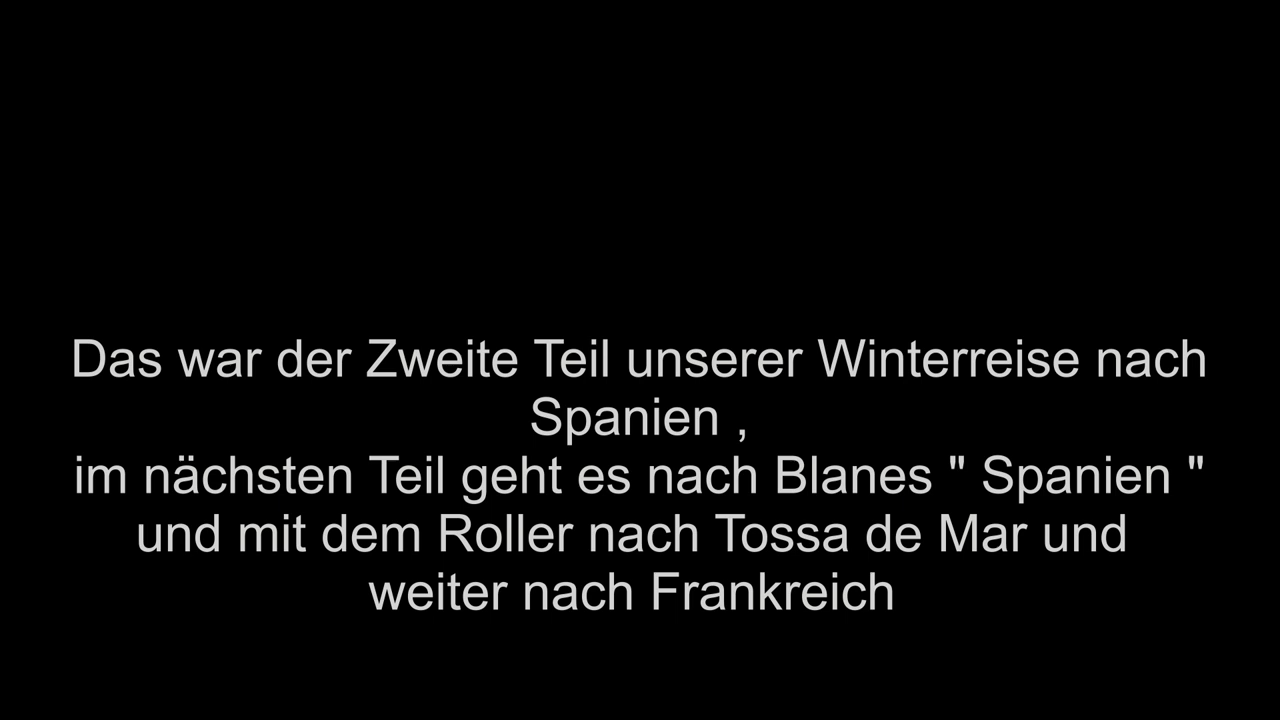 Das war der Zweite Teil unserer Winterreise nach
Spanien ,
im nächsten Teil geht es nach Blanes " Spanien "
und mit dem Roller nach Tossa de Mar und
weiter nach Frankreich